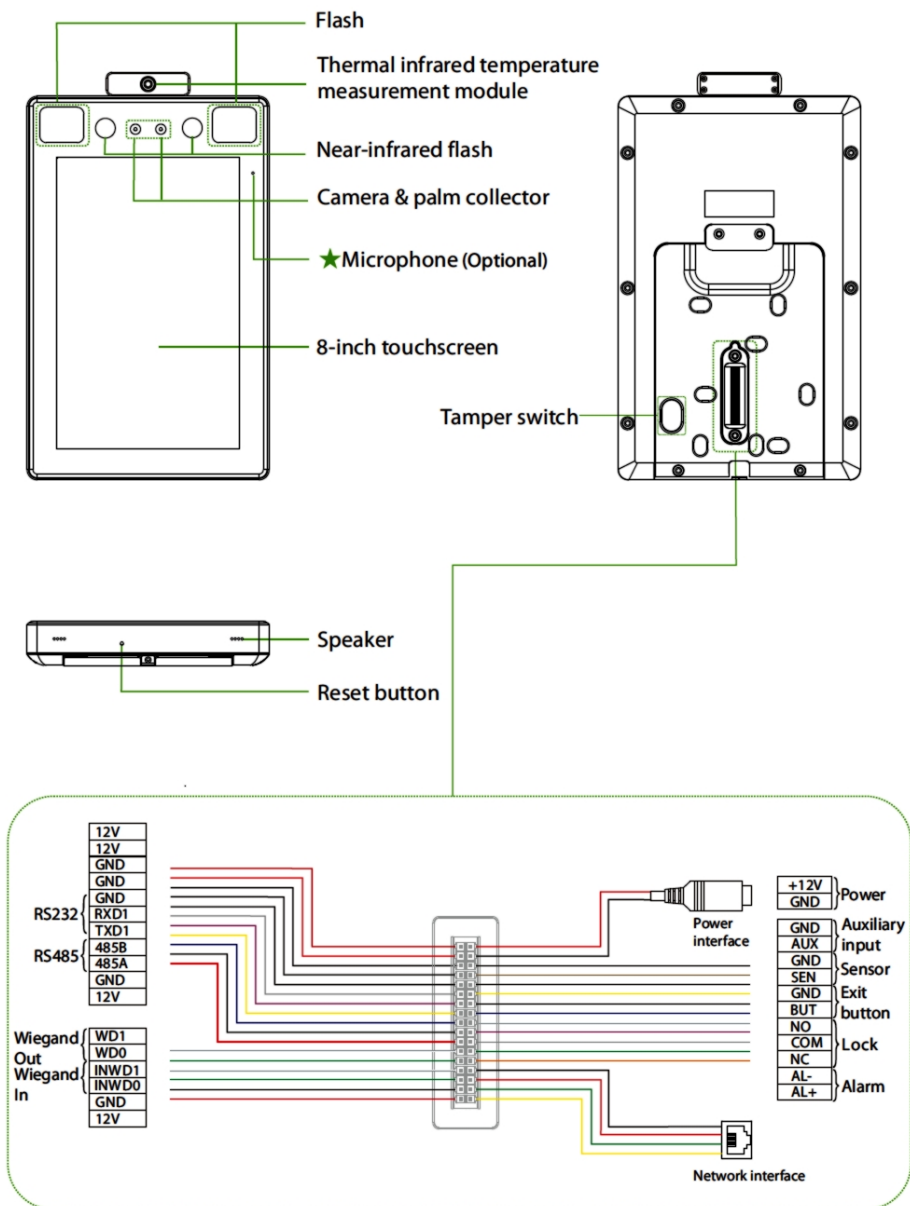 Flash
Thermal infrared temperature
measurement module
Near-infrared flash
Camera & palm collector
★Microphone (Optional)
8-inch touchscreen
Tamper switch
Speaker
Reset button
12V
12V
GND
GND
GND
RXD1
TXD1
485B
485A
GND
12V
RS232
RS485
WD1
WD0
INWD1
INWD0
GND
12V
Wiegand
Out
Wiegand
In
Power
interface
+12V
GND
Power
GND
AUX
GND
SEN
GND
BUT
NO
COM
NC
AL-
AL+
Auxiliary
input
Sensor
Exit
button
Lock
Alarm
Network interface